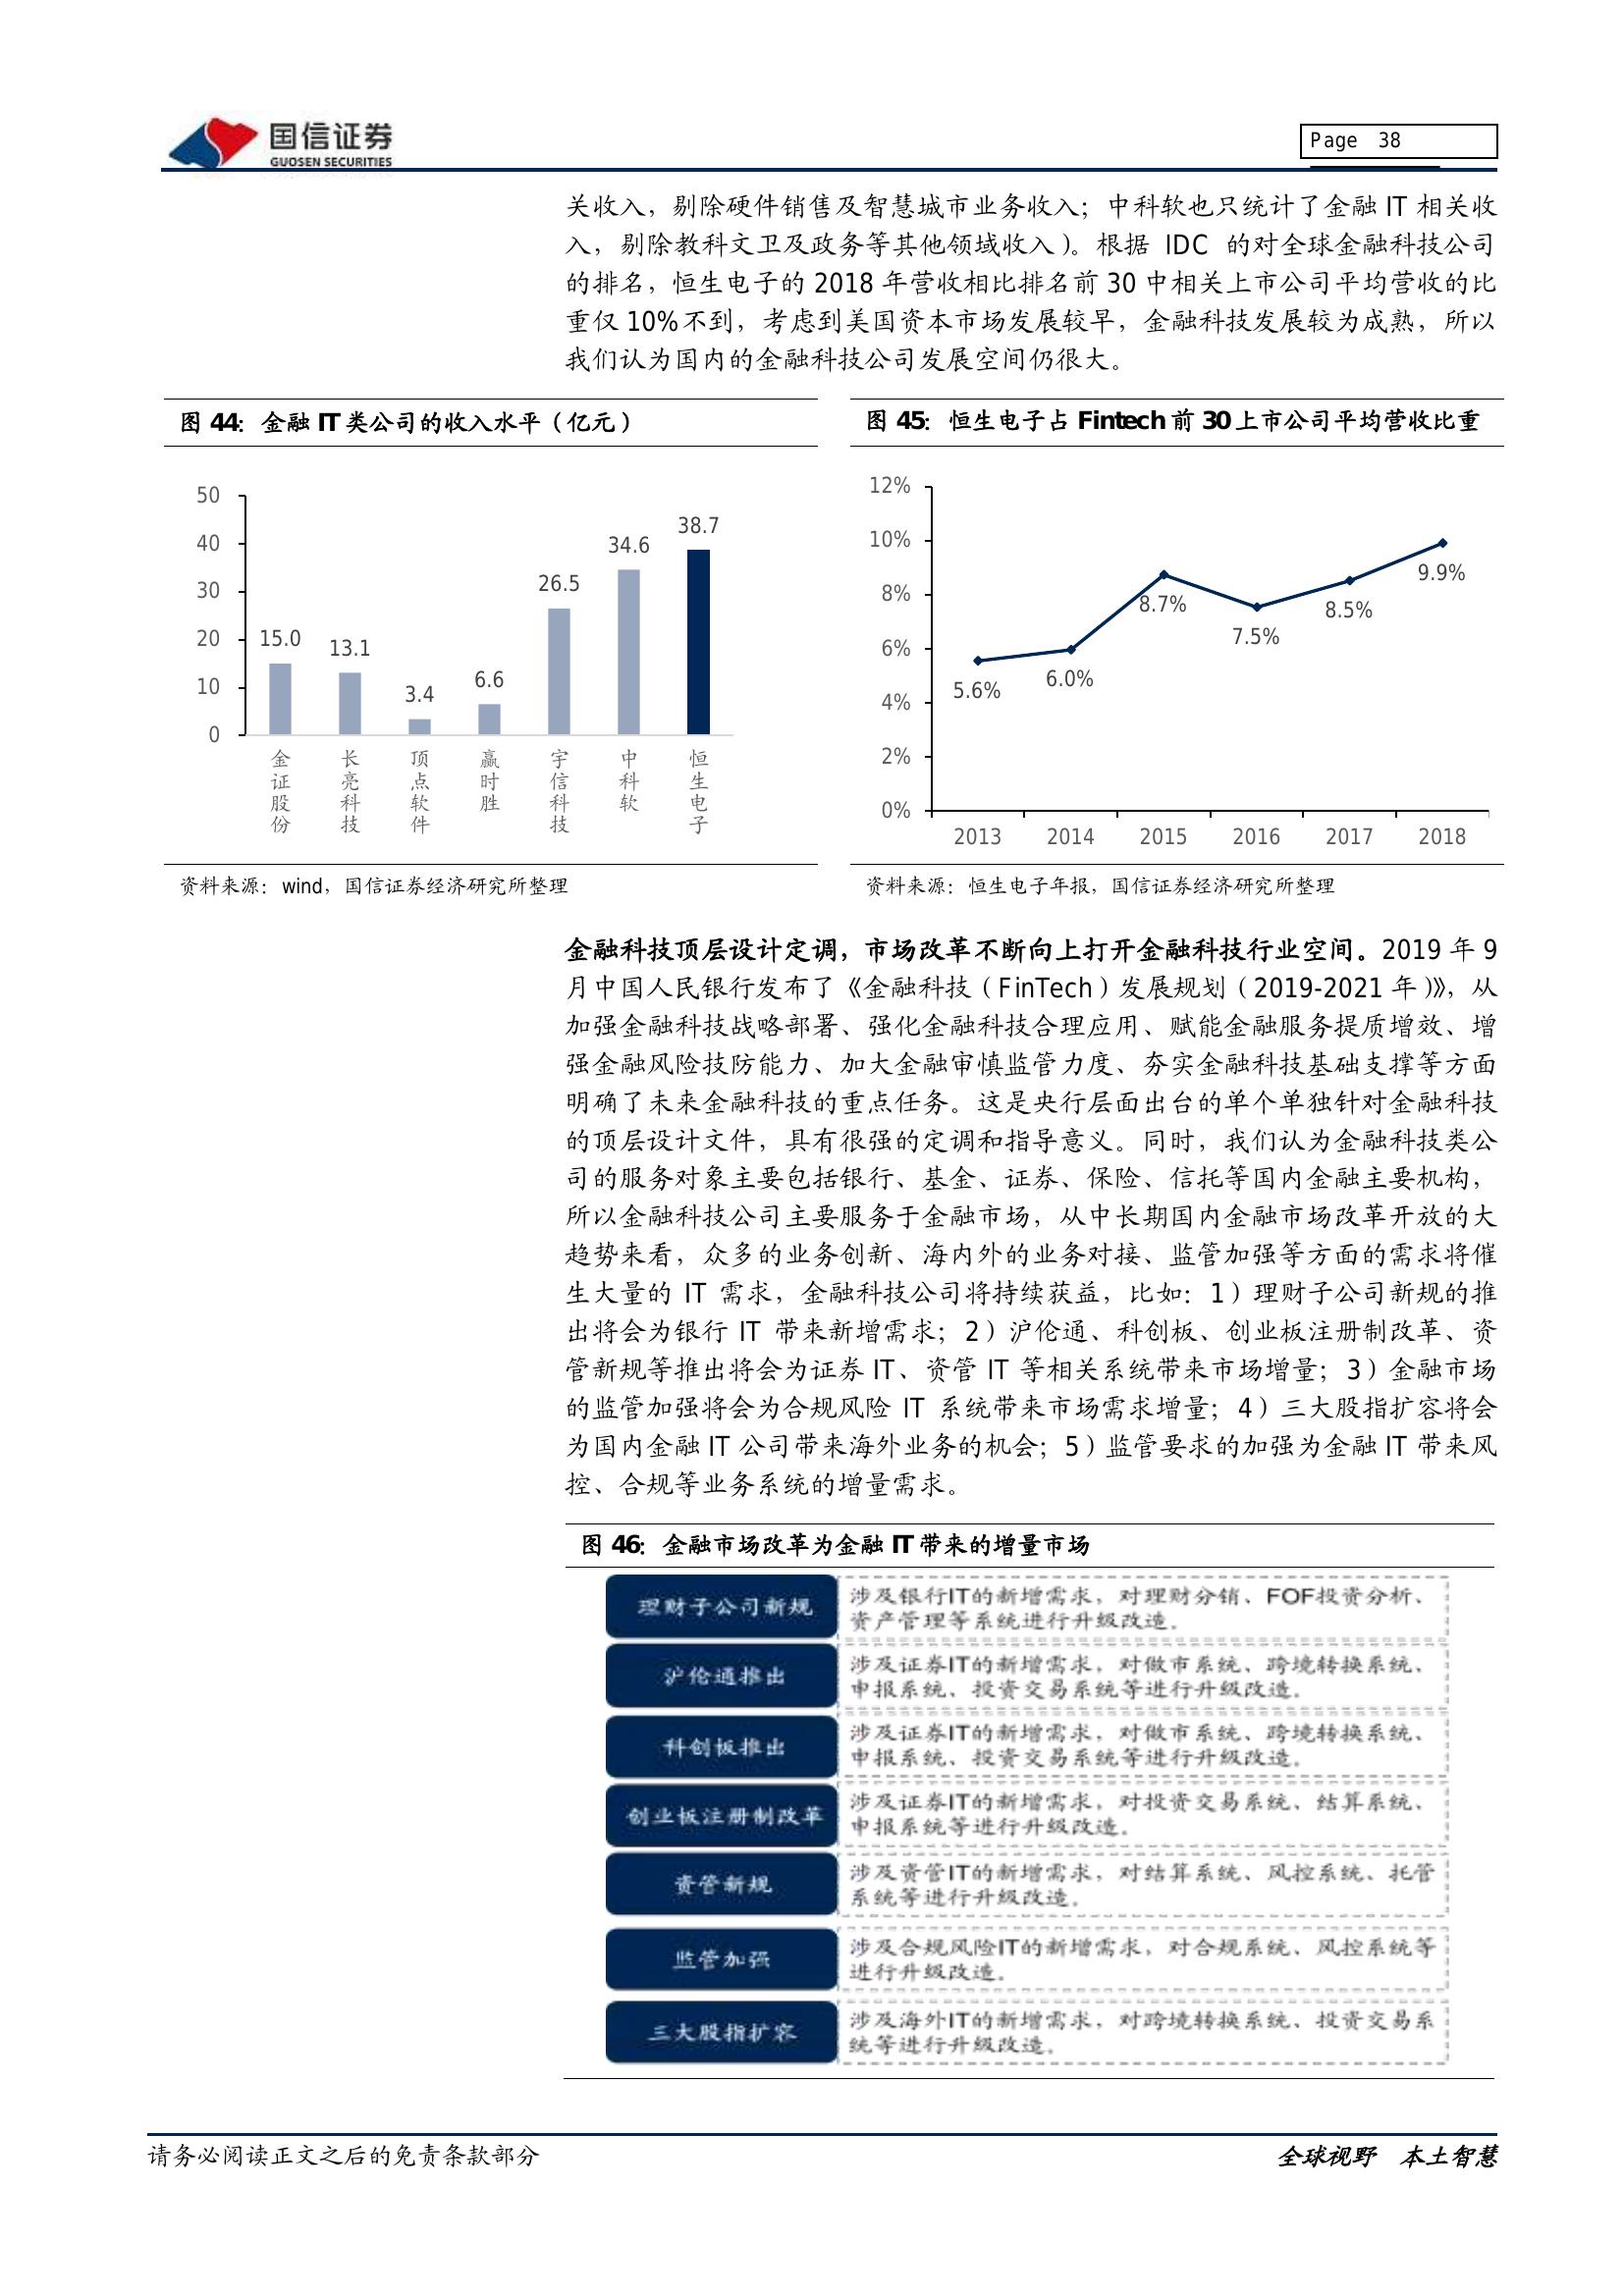 国信证券
GUOSEN SECURITIES
Page 38
关收入，剔除硬件销售及智慧城市业务收入；中科软也只统计了金融 IT 相关收
入，剔除教科文卫及政务等其他领域收入）。根据 IDC 的对全球金融科技公司
的排名，恒生电子的 2018 年营收相比排名前 30 中相关上市公司平均营收的比
重仅 10%不到，考虑到美国资本市场发展较早，金融科技发展较为成熟，所以
我们认为国内的金融科技公司发展空间仍很大。
图 44：金融 IT 类公司的收入水平（亿元）
50
40
30
20
10
0
15.0
13.1
3.4
6.6
26.5
34.6
38.7
金证股份
长亮科技
顶点软件
赢时胜
宇信科技
中科软
恒生电子
资料来源：wind，国信证券经济研究所整理
图 45：恒生电子占 Fintech 前 30 上市公司平均营收比重
12%
10%
8%
6%
4%
2%
0%
5.6%
6.0%
8.7%
7.5%
8.5%
9.9%
2013
2014
2015
2016
2017
2018
资料来源：恒生电子年报，国信证券经济研究所整理
金融科技顶层设计定调，市场改革不断向上打开金融科技行业空间。2019 年 9
月中国人民银行发布了《金融科技（FinTech）发展规划（2019-2021 年）》，从
加强金融科技战略部署、强化金融科技合理应用、赋能金融服务提质增效、增
强金融风险技防能力、加大金融审慎监管力度、夯实金融科技基础支撑等方面
明确了未来金融科技的重点任务。这是央行层面出台的单个单独针对金融科技
的顶层设计文件，具有很强的定调和指导意义。同时，我们认为金融科技类公
司的服务对象主要包括银行、基金、证券、保险、信托等国内金融主要机构，
所以金融科技公司主要服务于金融市场，从中长期国内金融市场改革开放的大
趋势来看，众多的业务创新、海内外的业务对接、监管加强等方面的需求将催
生大量的 IT 需求，金融科技公司将持续获益，比如：1）理财子公司新规的推
出将会为银行 IT 带来新增需求；2）沪伦通、科创板、创业板注册制改革、资
管新规等推出将会为证券 IT、资管 IT 等相关系统带来市场增量；3）金融市场
的监管加强将会为合规风险 IT 系统带来市场需求增量；4）三大股指扩容将会
为国内金融 IT 公司带来海外业务的机会；5）监管要求的加强为金融 IT 带来风
控、合规等业务系统的增量需求。
图 46：金融市场改革为金融 IT 带来的增量市场
理财子公司新规
涉及银行IT的新增需求，对理财分销、FOF投资分析、
资产管理等系统进行升级改造。
沪伦通推出
涉及证券IT的新增需求，对做市系统、跨境转换系统、
申报系统、投资交易系统等进行升级改造。
科创板推出
涉及证券IT的新增需求，对做市系统、跨境转换系统、
申报系统、投资交易系统等进行升级改造。
创业板注册制改革
涉及证券IT的新增需求，对投资交易系统、结算系统、
申报系统等进行升级改造。
资管新规
涉及资管IT的新增需求，对结算系统、风控系统、托管
系统等进行升级改造。
监管加强
涉及合规风险IT的新增需求，对合规系统、风控系统等
进行升级改造。
三大股指扩容
涉及海外IT的新增需求，对跨境转换系统、投资交易系
统等进行升级改造。
请务必阅读正文之后的免责条款部分
全球视野 本土智慧